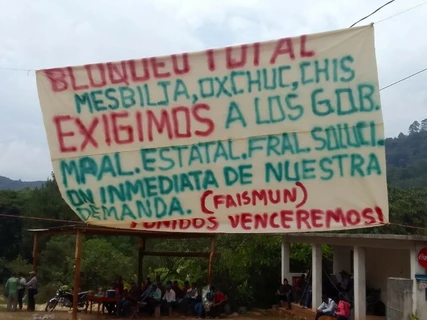 BLOQUEO TOTAL
MESBILJA, OXCHUC, CHIS
EXIGIMOS A LOS GOB.
MPAL. ESTATAL. FRAL. SOLUCI.
ON INMEDIATA DE NUESTRA
DEMANDA. (FAISMUN)
¡UNIDOS VENCEREMOS!